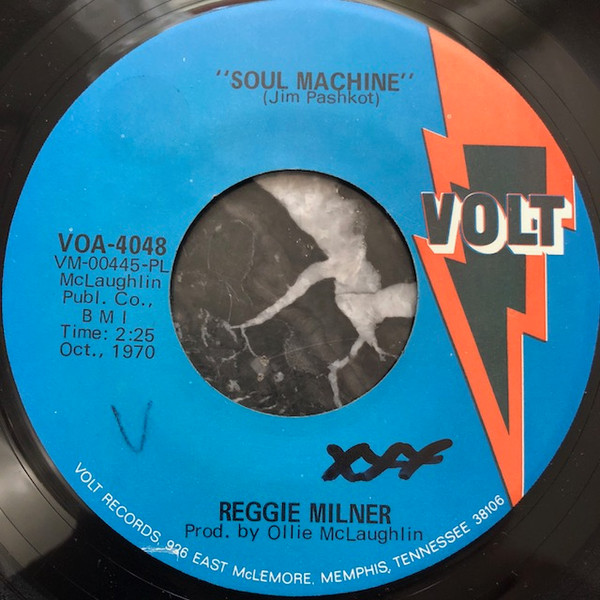 "SOUL MACHINE"
(Jim Pashkot)
VOLT
VOA-4048
VM-00445-PL
McLaughlin
Publ. Co.,
B M I
Time: 2:25
Oct., 1970
V
REGGIE MILNER
Prod. by Ollie McLaughlin
VOLT RECORDS, 926 EAST McLEMORE, MEMPHIS, TENNESSEE 38106